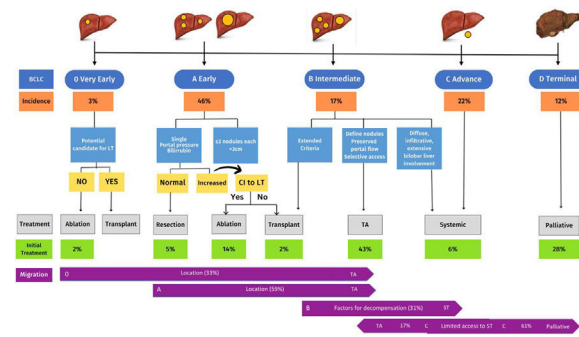 BCLC
0 Very Early
A Early
B Intermediate
C Advance
D Terminal
Incidence
3%
46%
17%
22%
12%
Potential
candidate for LT
Single
Portal pressure
Bilirrubin
≤3 nodules each
<3cm
Extended
Criteria
Define nodules
Preserved
portal flow
Selective access
Diffuse,
infiltrative,
extensive
bilobar liver
involvement
NO
YES
Normal
Increased
CI to LT
Yes
No
Treatment
Ablation
Transplant
Resection
Ablation
Transplant
TA
Systemic
Palliative
Initial
Treatment
2%
5%
14%
2%
43%
6%
28%
Migration
0
Location (33%)
TA
A
Location (59%)
TA
B
Factors for decompensation (31%)
ST
TA
17%
C
Limited access to ST
C
61%
Palliative